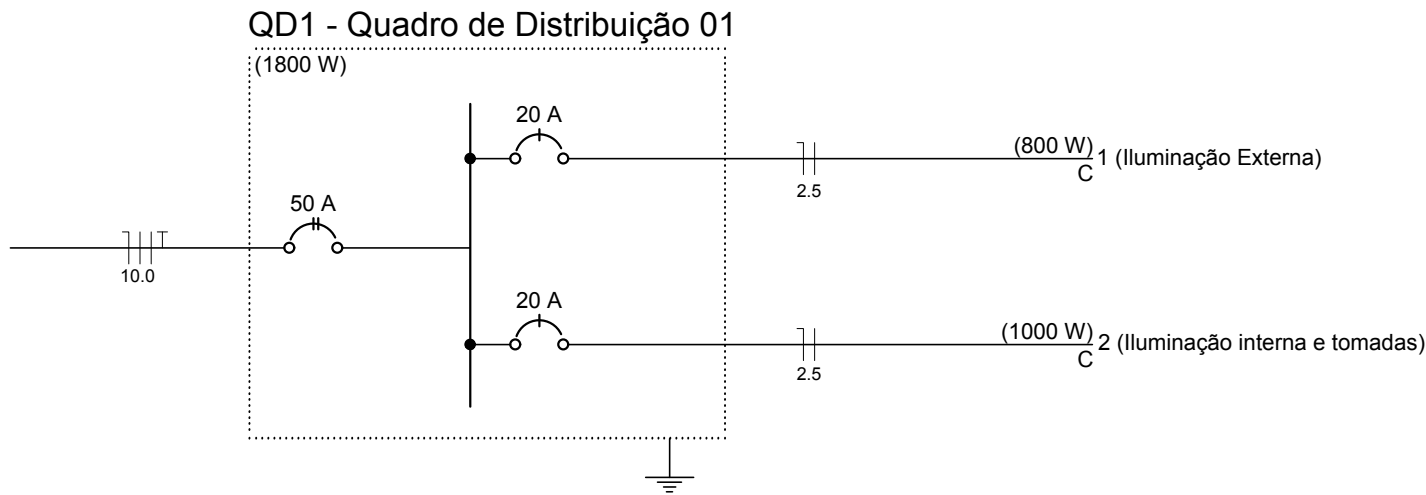 QD1 - Quadro de Distribuição 01
(1800 W)
20 A
(800 W)
1 (Iluminação Externa)
C
2.5
50 A
10.0
20 A
(1000 W)
2 (Iluminação interna e tomadas)
C
2.5